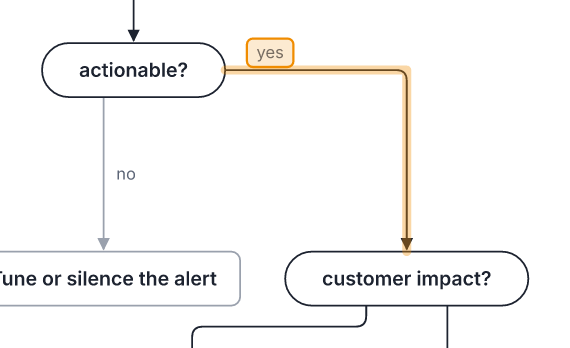 yes
actionable?
no
une or silence the alert
customer impact?